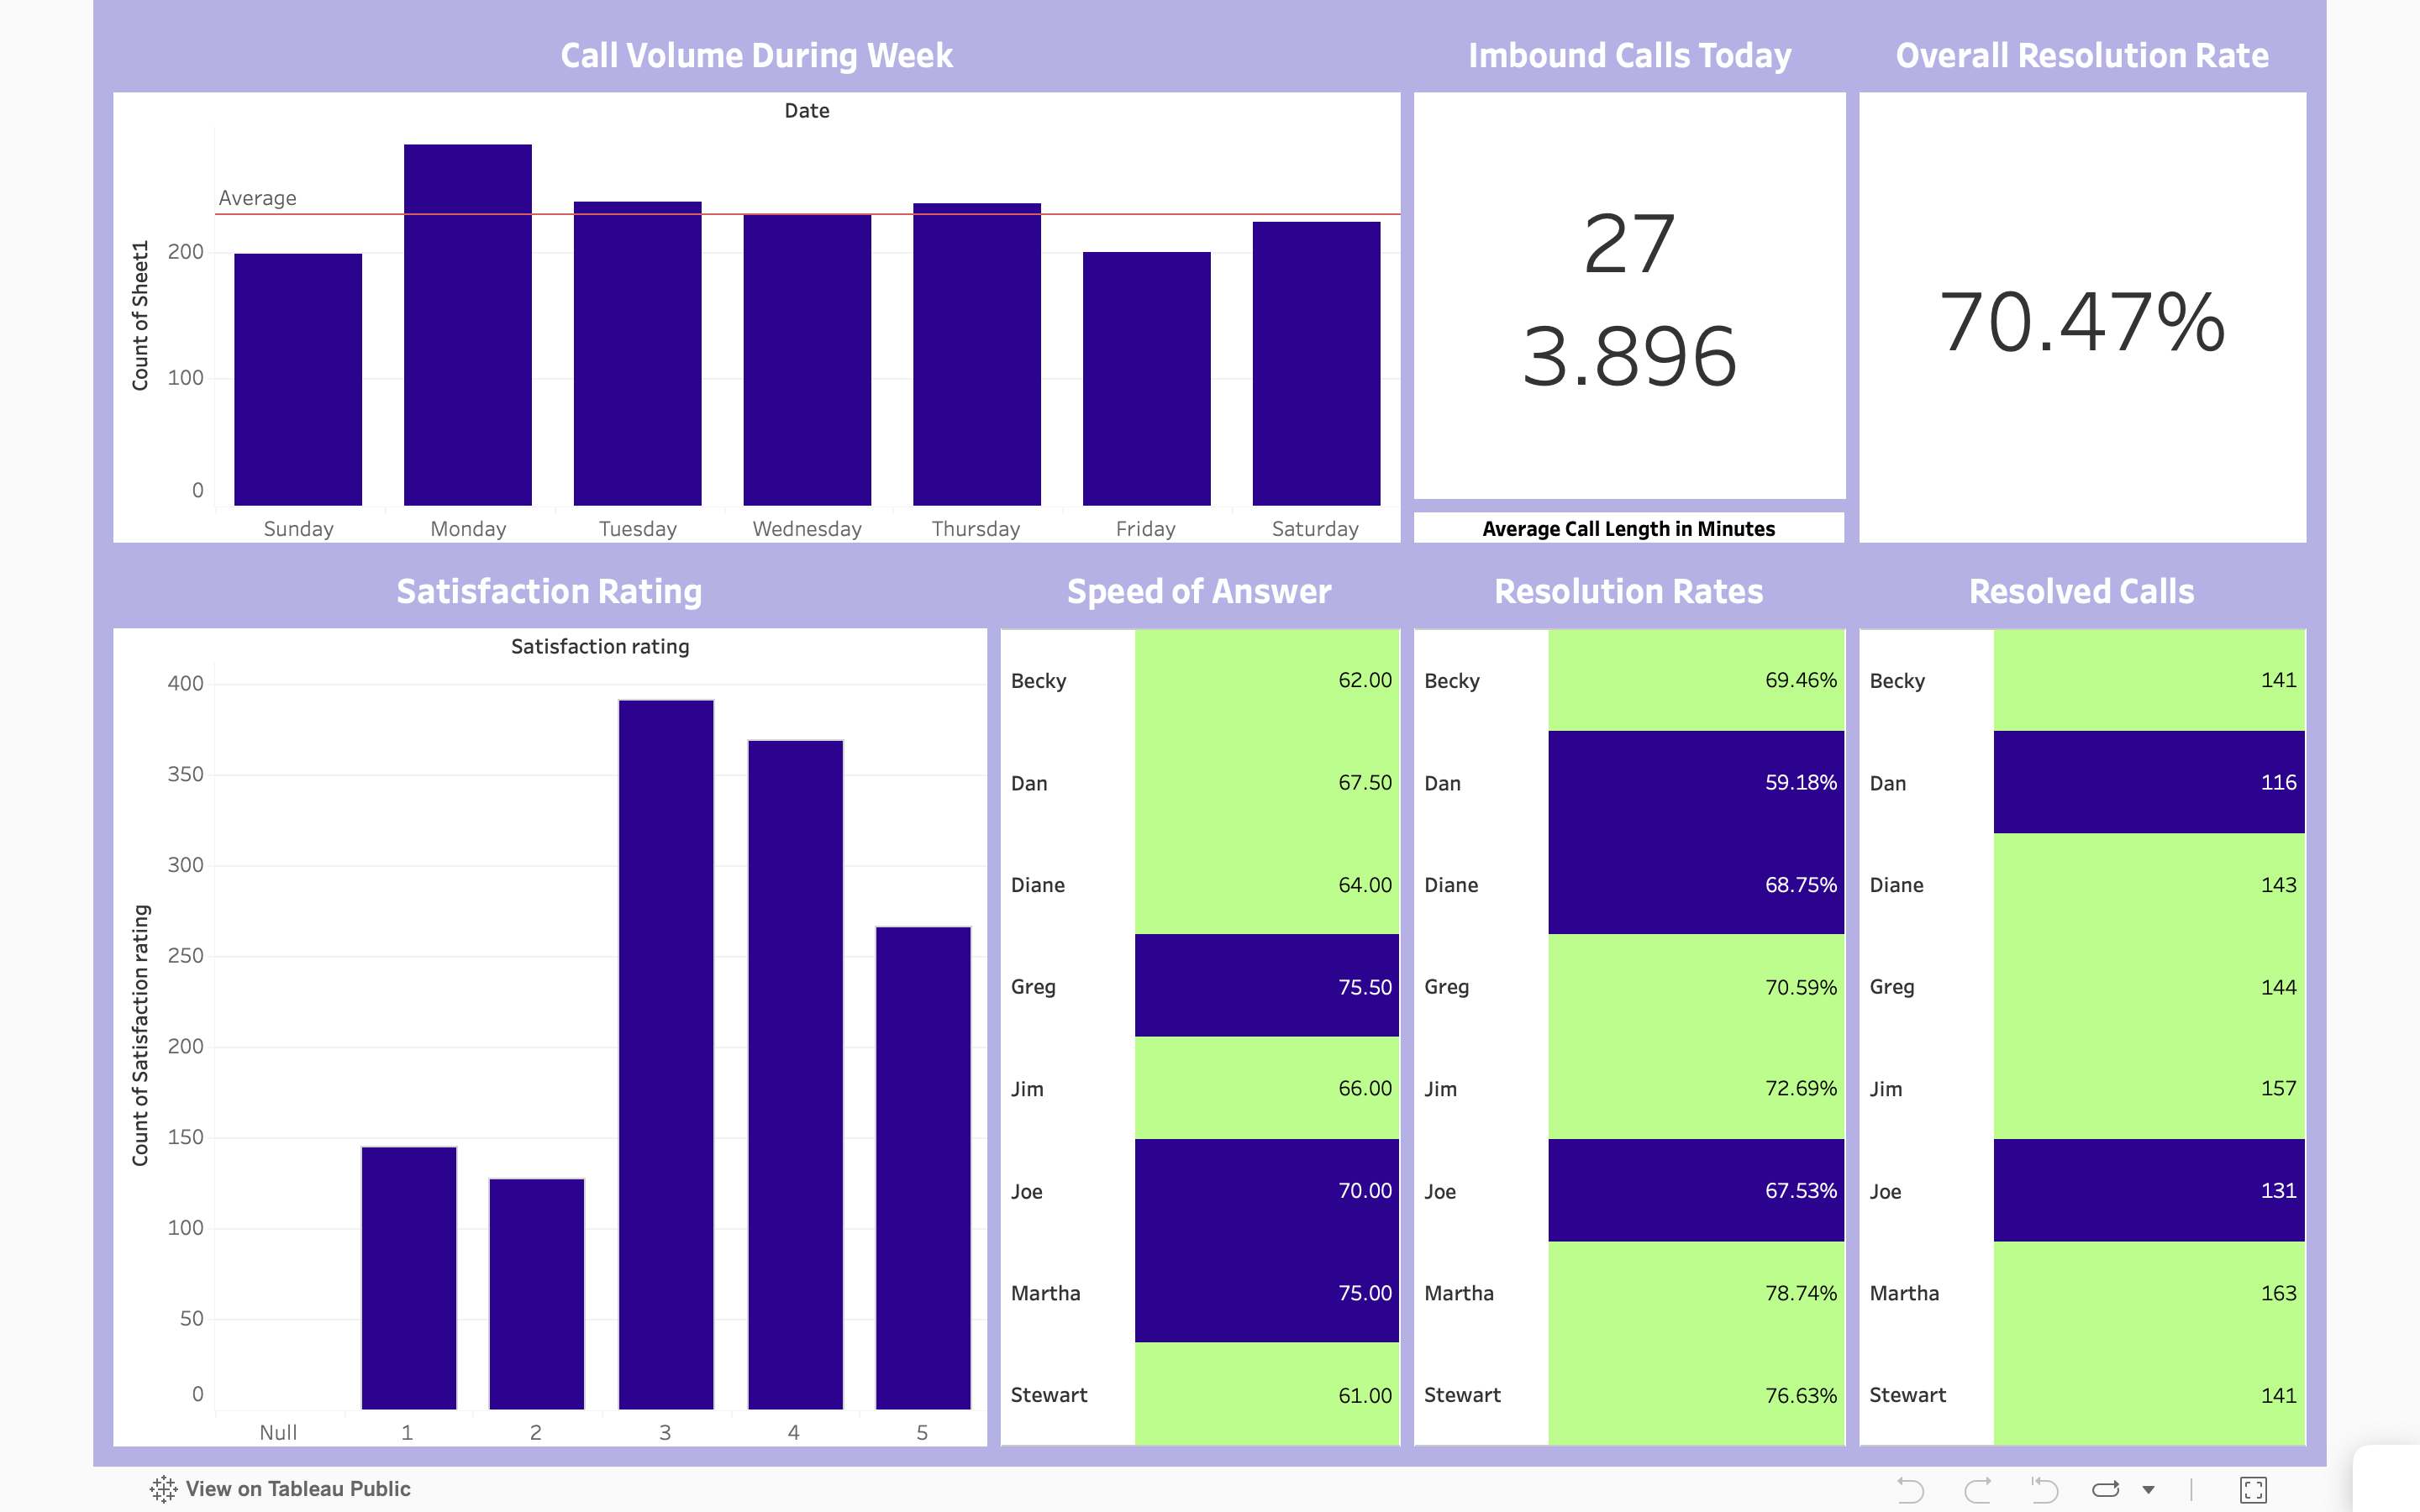 Call Volume During Week
Imbound Calls Today
Overall Resolution Rate
Date
Count of Sheet1
Average
200
100
0
Sunday Monday Tuesday Wednesday Thursday Friday Saturday
27
3.896
Average Call Length in Minutes
70.47%
Satisfaction Rating
Satisfaction rating
Count of Satisfaction rating
400
350
300
250
200
150
100
50
0
Null 1 2 3 4 5
Speed of Answer
Becky 62.00
Dan 67.50
Diane 64.00
Greg 75.50
Jim 66.00
Joe 70.00
Martha 75.00
Stewart 61.00
Resolution Rates
Becky 69.46%
Dan 59.18%
Diane 68.75%
Greg 70.59%
Jim 72.69%
Joe 67.53%
Martha 78.74%
Stewart 76.63%
Resolved Calls
Becky 141
Dan 116
Diane 143
Greg 144
Jim 157
Joe 131
Martha 163
Stewart 141
View on Tableau Public